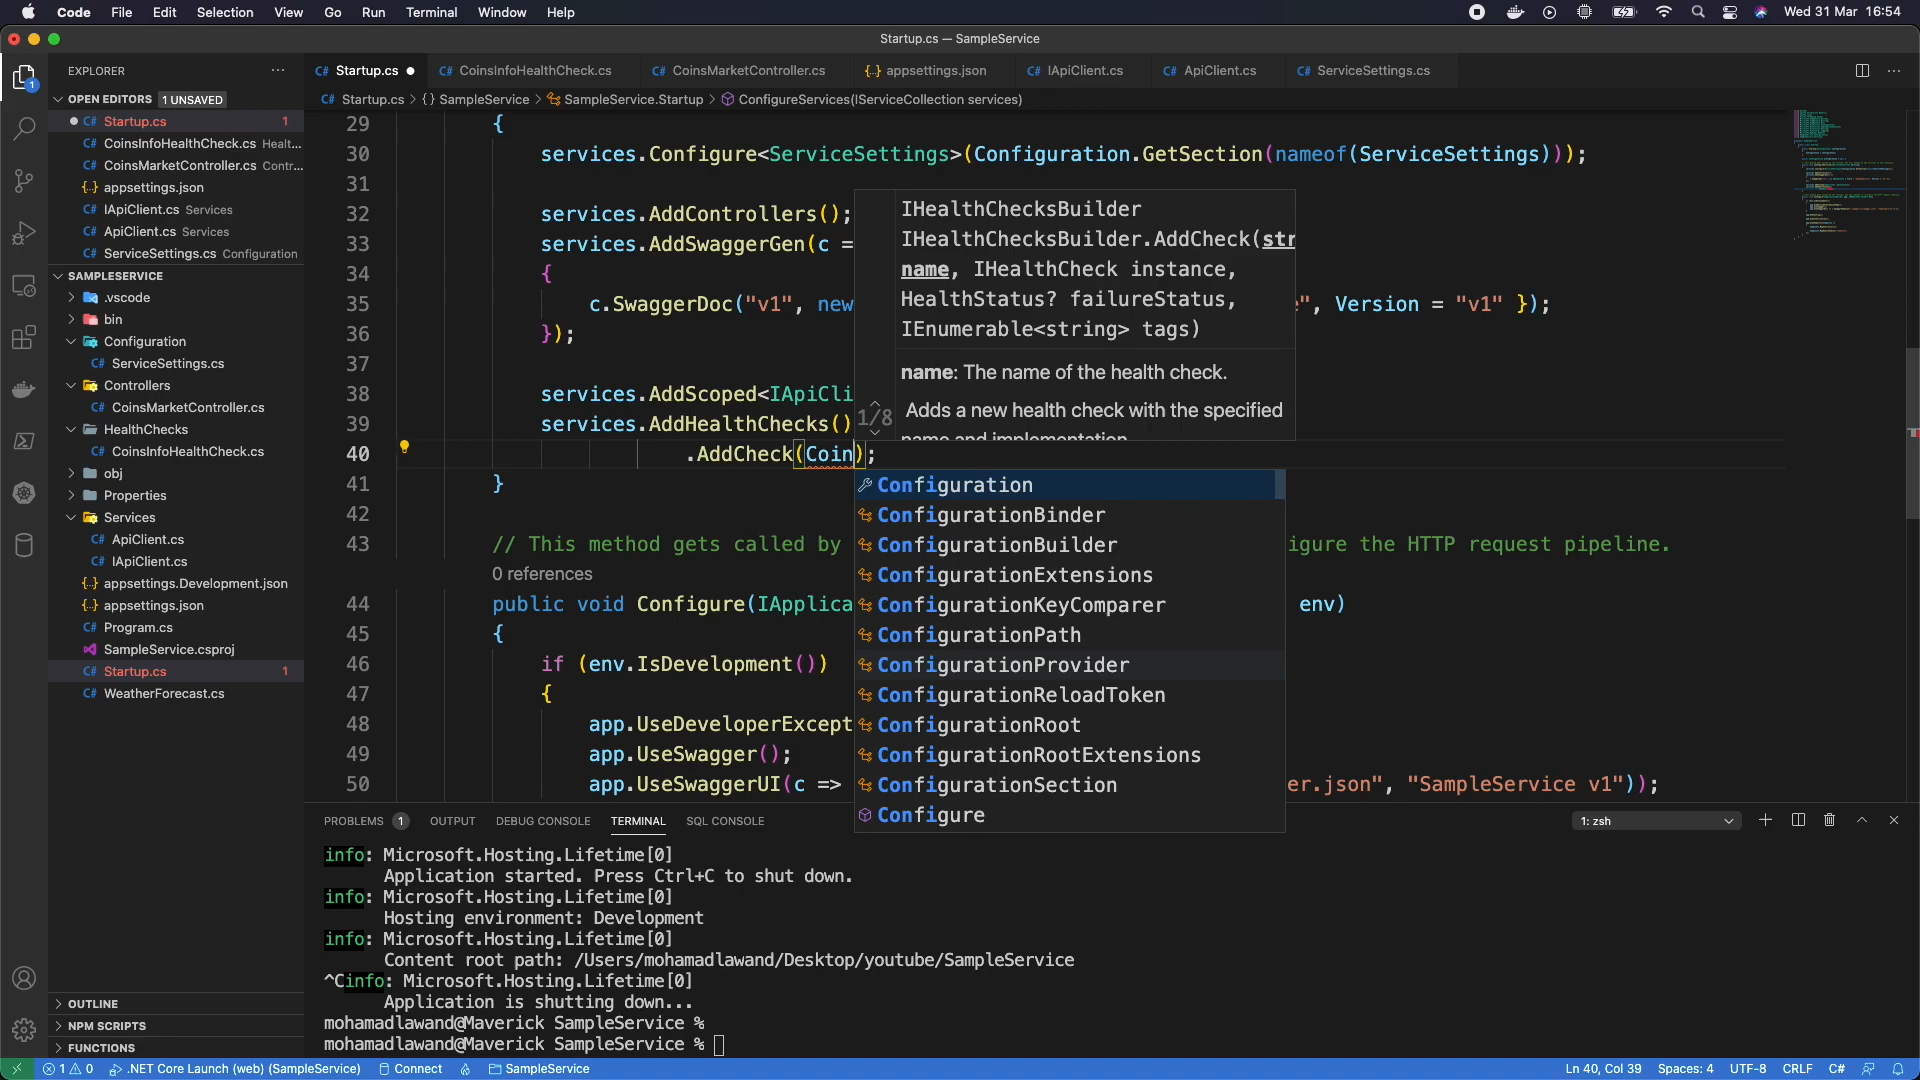 Code File Edit Selection View Go Run Terminal Window Help Wed 31 Mar 16:54
Startup.cs — SampleService
EXPLORER ···
OPEN EDITORS 1 UNSAVED
C# Startup.cs 1
C# CoinsInfoHealthCheck.cs Healt...
C# CoinsMarketController.cs Contr...
{..} appsettings.json
C# IApiClient.cs Services
C# ApiClient.cs Services
C# ServiceSettings.cs Configuration
SAMPLESERVICE
.vscode
bin
Configuration
C# ServiceSettings.cs
Controllers
C# CoinsMarketController.cs
HealthChecks
C# CoinsInfoHealthCheck.cs
obj
Properties
Services
C# ApiClient.cs
C# IApiClient.cs
{..} appsettings.Development.json
{..} appsettings.json
C# Program.cs
SampleService.csproj
C# Startup.cs 1
C# WeatherForecast.cs
OUTLINE
NPM SCRIPTS
FUNCTIONS
C# Startup.cs C# CoinsInfoHealthCheck.cs C# CoinsMarketController.cs {..} appsettings.json C# IApiClient.cs C# ApiClient.cs C# ServiceSettings.cs
C# Startup.cs > {} SampleService > SampleService.Startup > ConfigureServices(IServiceCollection services)
29 {
30 services.Configure<ServiceSettings>(Configuration.GetSection(nameof(ServiceSettings)));
31
32 services.AddControllers();
33 services.AddSwaggerGen(c =
34 {
35 c.SwaggerDoc("v1", new ", Version = "v1" });
36 });
37
38 services.AddScoped<IApiCli
39 services.AddHealthChecks()
40 .AddCheck(Coin);
41 }
42
43 // This method gets called by igure the HTTP request pipeline.
0 references
44 public void Configure(IApplica env)
45 {
46 if (env.IsDevelopment())
47 {
48 app.UseDeveloperExcept
49 app.UseSwagger();
50 app.UseSwaggerUI(c => er.json", "SampleService v1"));
IHealthChecksBuilder
IHealthChecksBuilder.AddCheck(str
name, IHealthCheck instance,
HealthStatus? failureStatus,
IEnumerable<string> tags)
name: The name of the health check.
1/8 Adds a new health check with the specified
name and implementation.
Configuration
ConfigurationBinder
ConfigurationBuilder
ConfigurationExtensions
ConfigurationKeyComparer
ConfigurationPath
ConfigurationProvider
ConfigurationReloadToken
ConfigurationRoot
ConfigurationRootExtensions
ConfigurationSection
Configure
PROBLEMS 1 OUTPUT DEBUG CONSOLE TERMINAL SQL CONSOLE 1: zsh
info: Microsoft.Hosting.Lifetime[0]
Application started. Press Ctrl+C to shut down.
info: Microsoft.Hosting.Lifetime[0]
Hosting environment: Development
info: Microsoft.Hosting.Lifetime[0]
Content root path: /Users/mohamadlawand/Desktop/youtube/SampleService
^Cinfo: Microsoft.Hosting.Lifetime[0]
Application is shutting down...
mohamadlawand@Maverick SampleService %
mohamadlawand@Maverick SampleService %
1 0 .NET Core Launch (web) (SampleService) Connect SampleService Ln 40, Col 39 Spaces: 4 UTF-8 CRLF C#